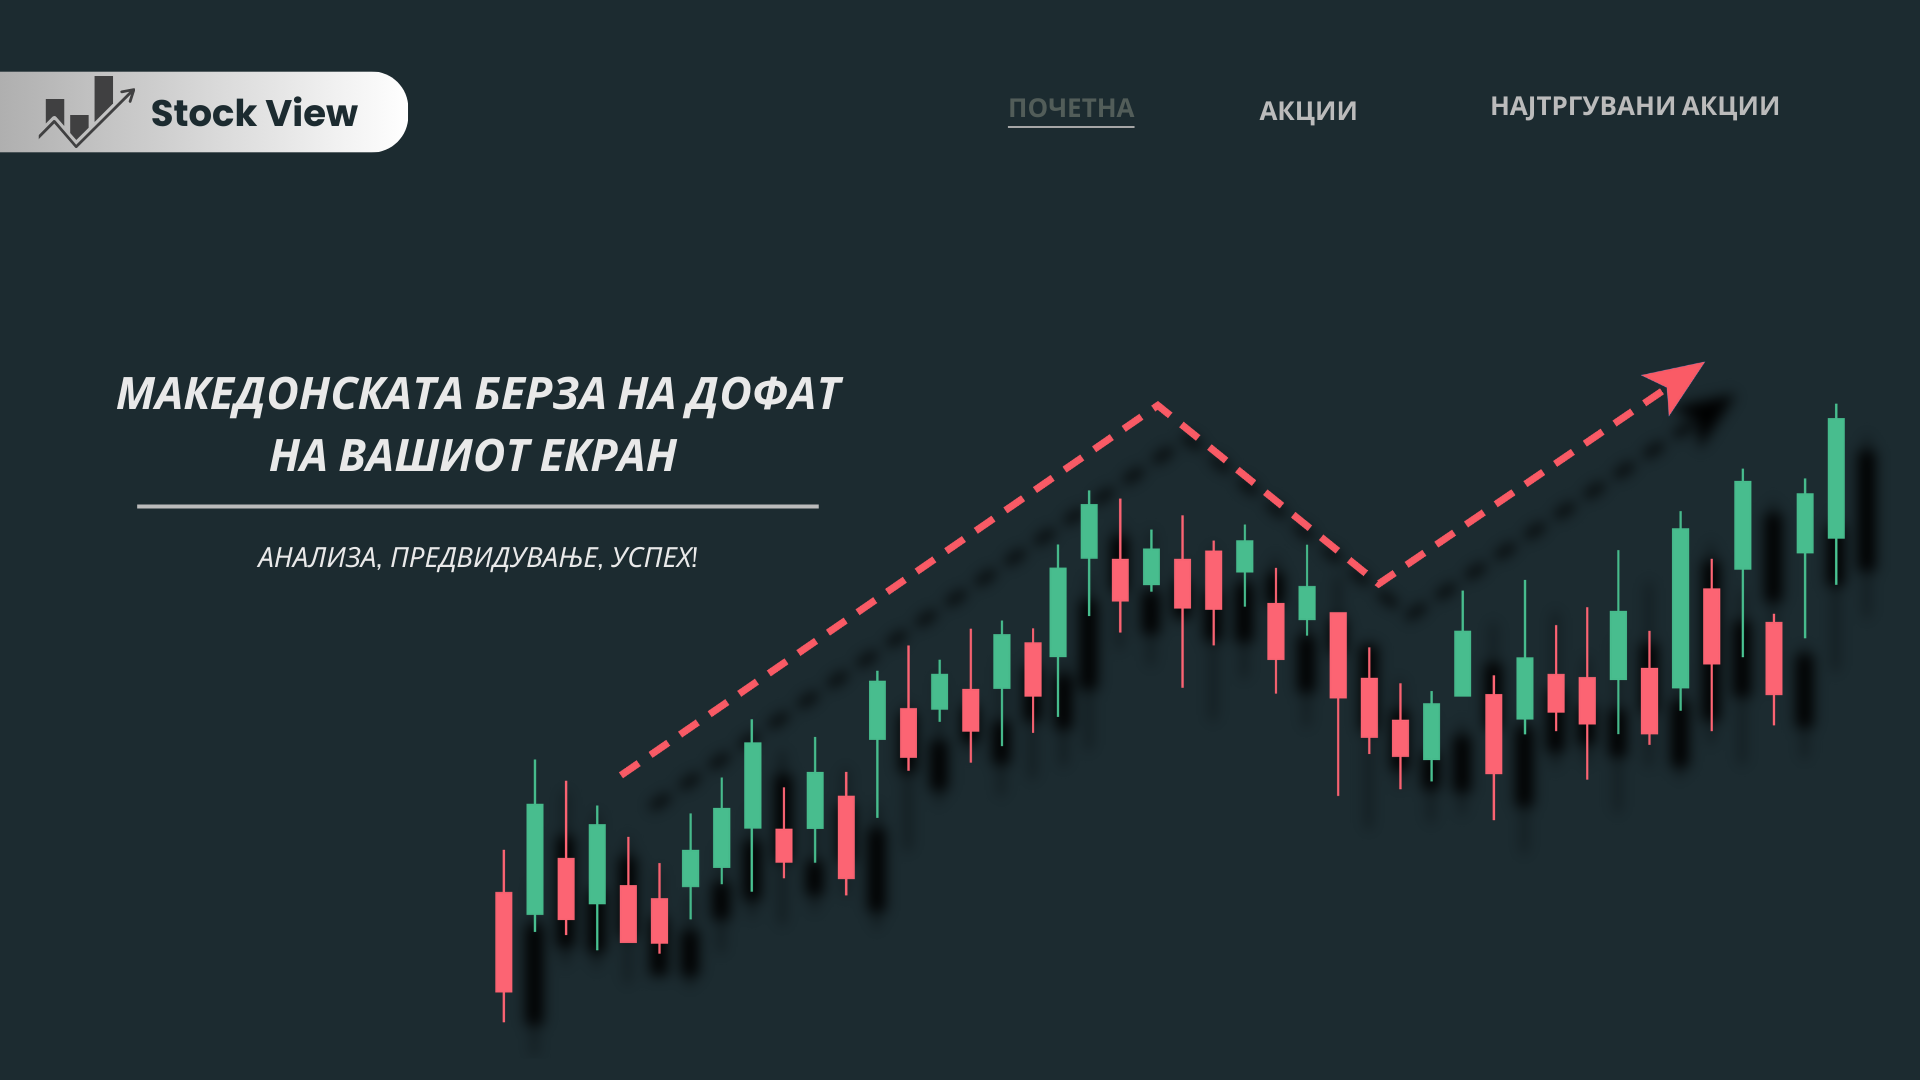 Stock View
ПОЧЕТНА
АКЦИИ
НАЈТРГУВАНИ АКЦИИ
МАКЕДОНСКАТА БЕРЗА НА ДОФАТ
НА ВАШИОТ ЕКРАН
АНАЛИЗА, ПРЕДВИДУВАЊЕ, УСПЕХ!